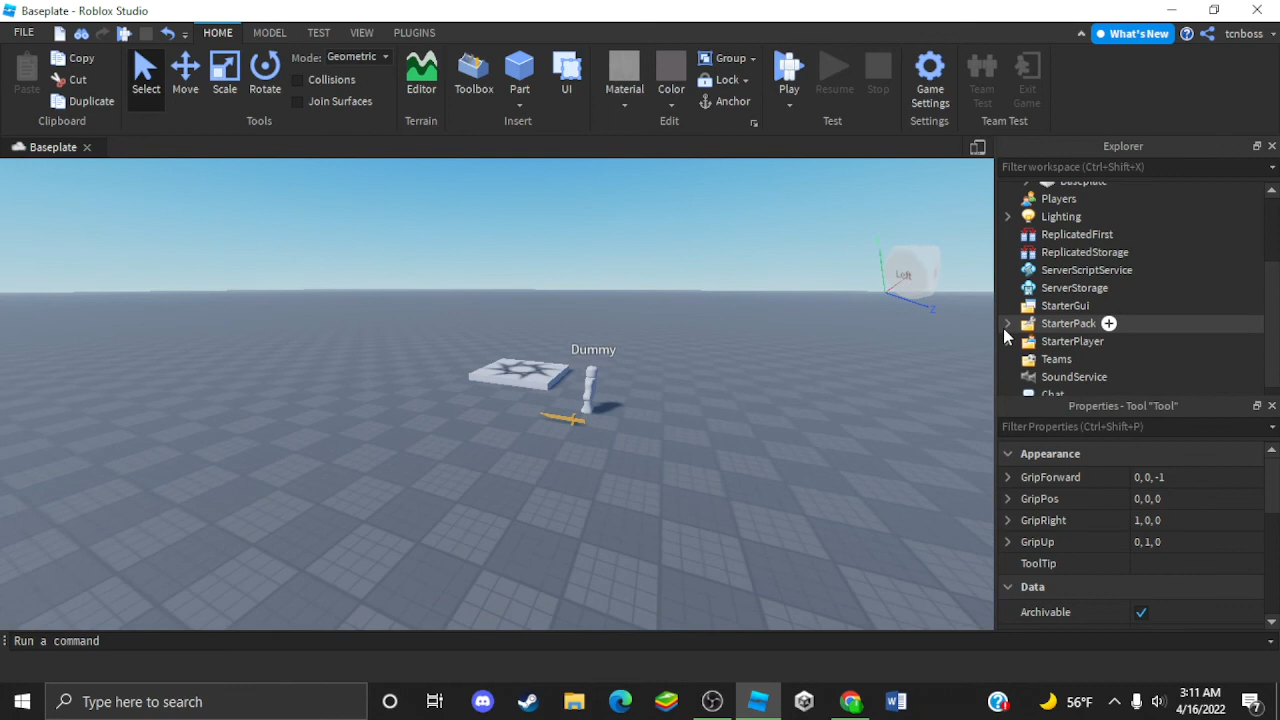 Baseplate - Roblox Studio
FILE
HOME
MODEL
TEST
VIEW
PLUGINS
What's New
tcnboss
Paste
Copy
Cut
Duplicate
Clipboard
Select
Move
Scale
Rotate
Mode: Geometric
Collisions
Join Surfaces
Tools
Editor
Terrain
Toolbox
Part
UI
Insert
Material
Color
Group
Lock
Anchor
Edit
Play
Resume
Stop
Test
Game Settings
Settings
Team Test
Exit Game
Team Test
Baseplate
Explorer
Filter workspace (Ctrl+Shift+X)
Baseplate
Players
Lighting
ReplicatedFirst
ReplicatedStorage
ServerScriptService
ServerStorage
StarterGui
StarterPack
StarterPlayer
Teams
SoundService
Chat
Left
Z
Dummy
Properties - Tool "Tool"
Filter Properties (Ctrl+Shift+P)
Appearance
GripForward 0, 0, -1
GripPos 0, 0, 0
GripRight 1, 0, 0
GripUp 0, 1, 0
ToolTip
Data
Archivable
Run a command
Type here to search
56°F
3:11 AM
4/16/2022
7